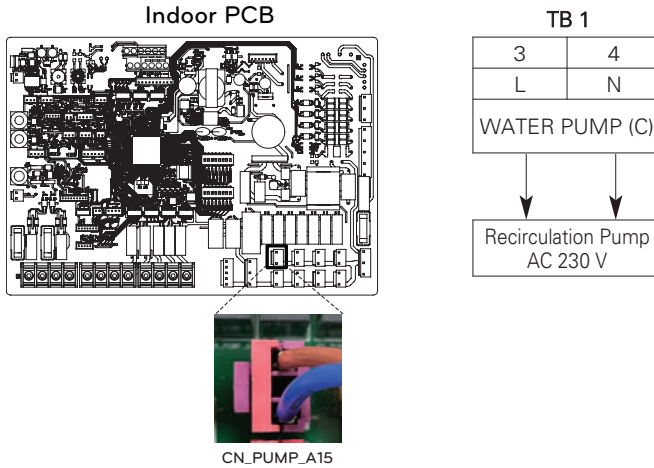 Indoor PCB
TB 1
3 4
L N
WATER PUMP (C)
Recirculation Pump
AC 230 V
CN_PUMP_A15